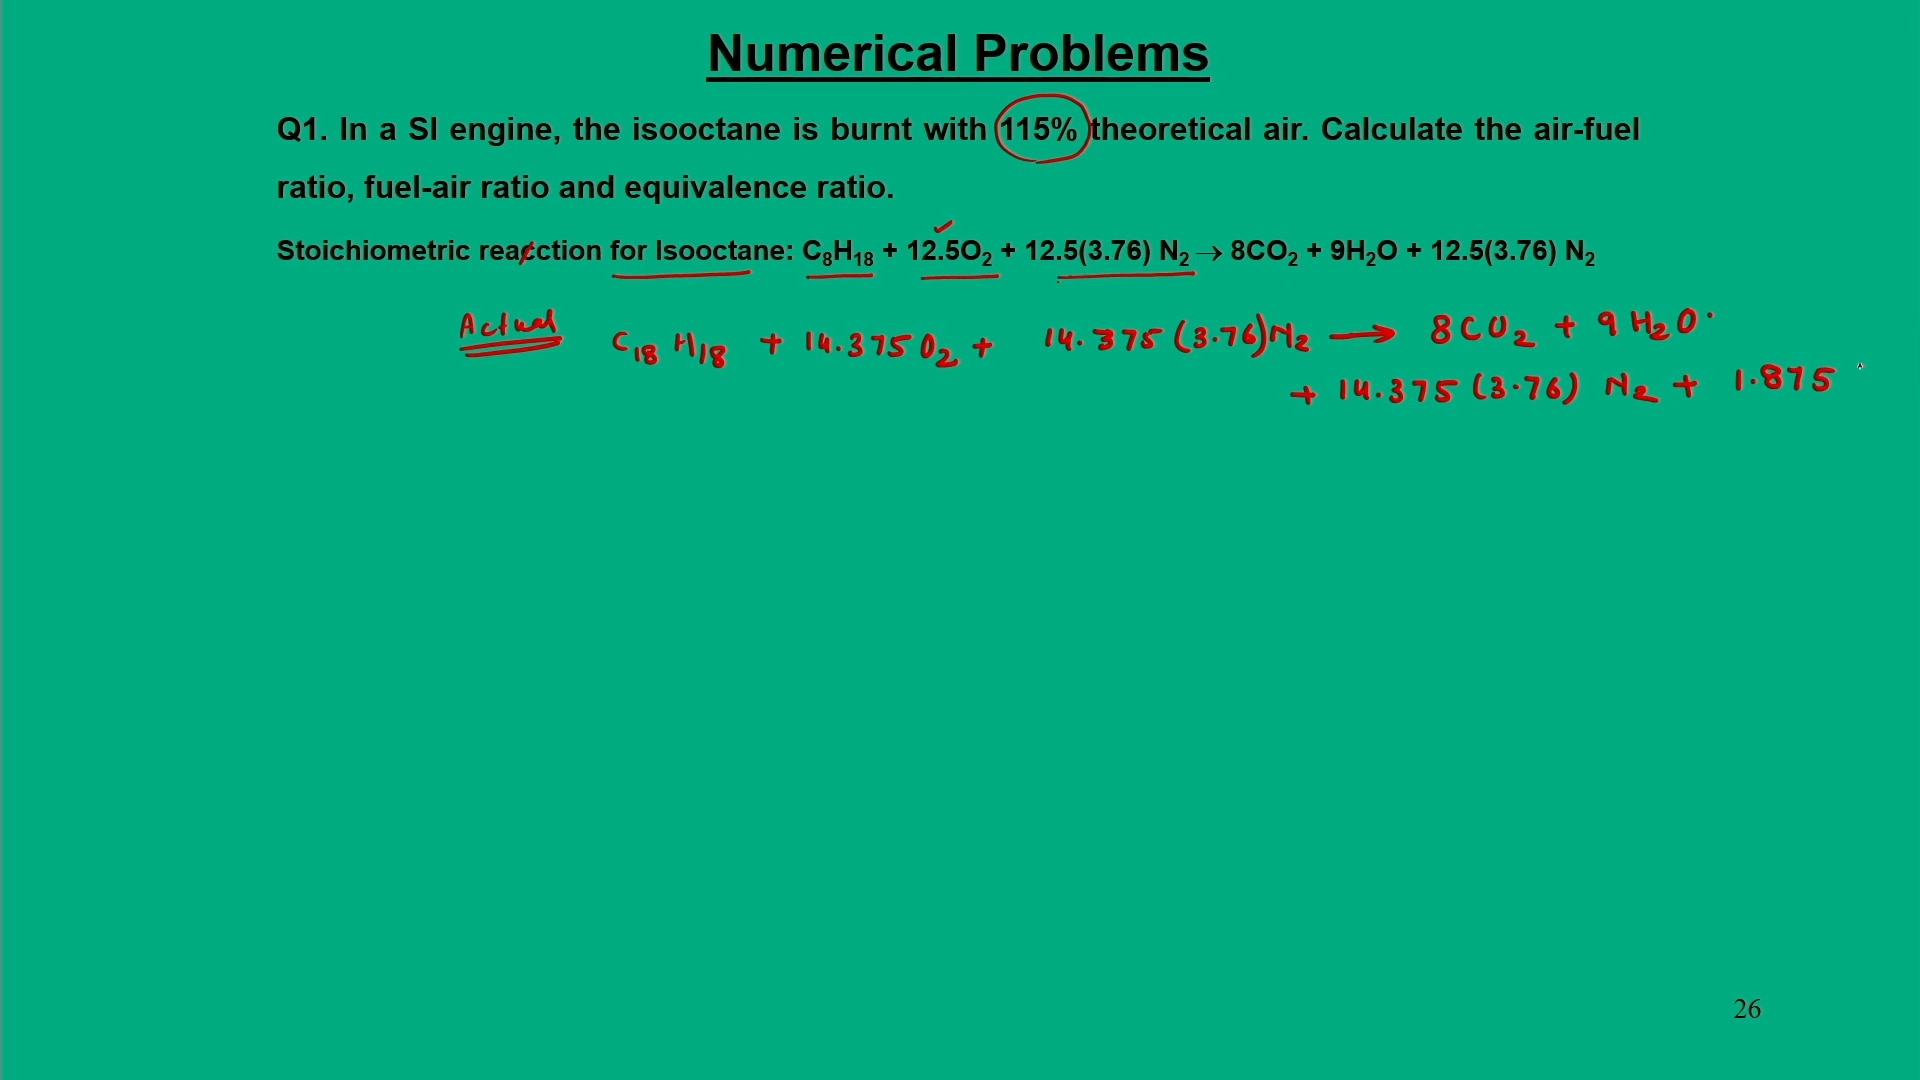 Numerical Problems
Q1. In a SI engine, the isooctane is burnt with 115% theoretical air. Calculate the air-fuel
ratio, fuel-air ratio and equivalence ratio.
Stoichiometric reacction for Isooctane: C₈H₁₈ + 12.5O₂ + 12.5(3.76) N₂ → 8CO₂ + 9H₂O + 12.5(3.76) N₂
Actual C₁₈ H₁₈ + 14.375 O₂ + 14.375 (3.76) N₂ → 8 CO₂ + 9 H₂O
+ 14.375 (3.76) N₂ + 1.875
26